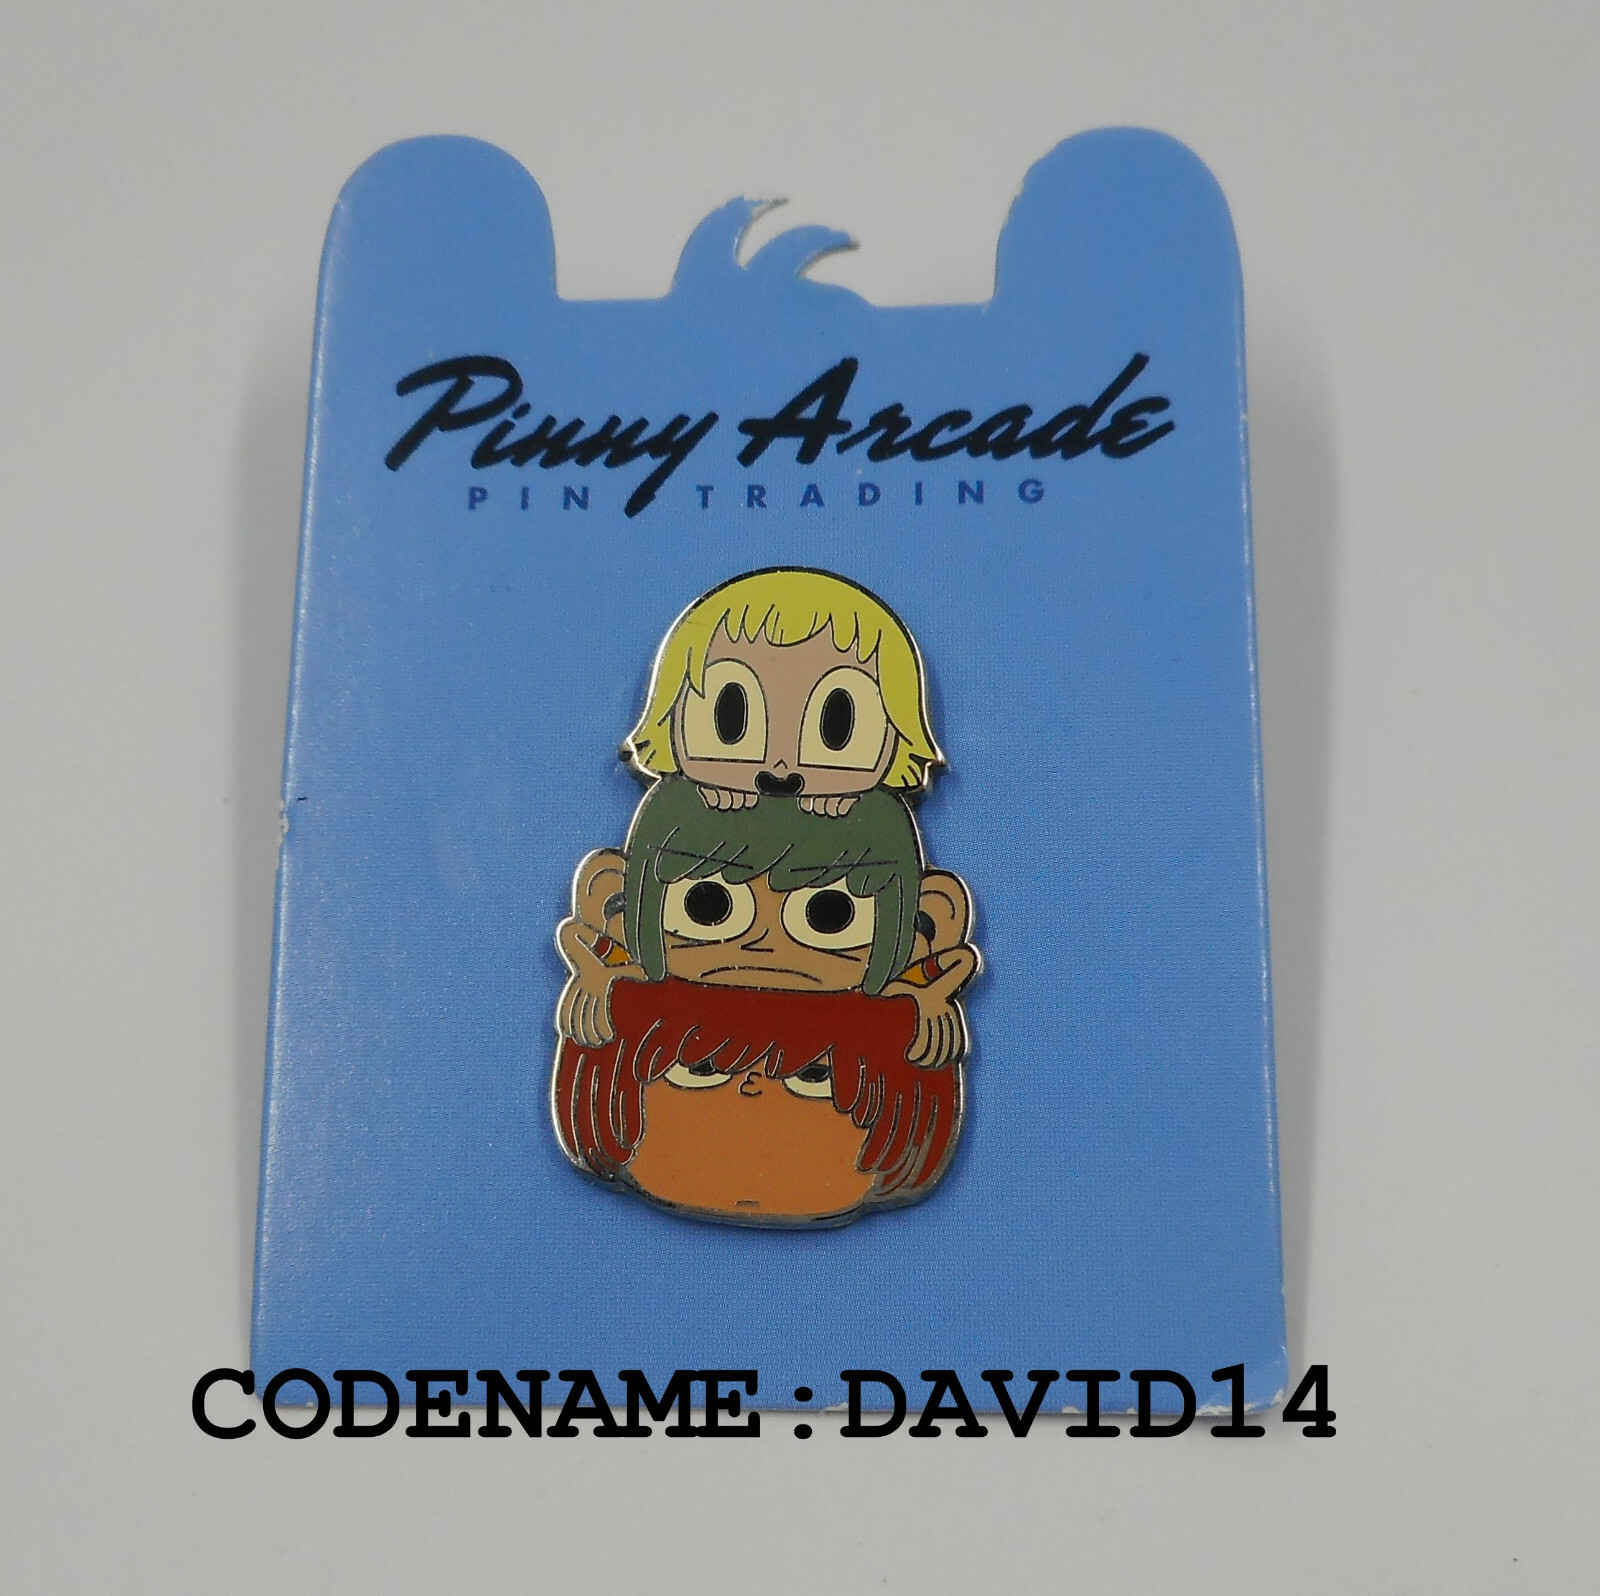 Pinny Arcade
PIN TRADING
CODENAME:DAVID14